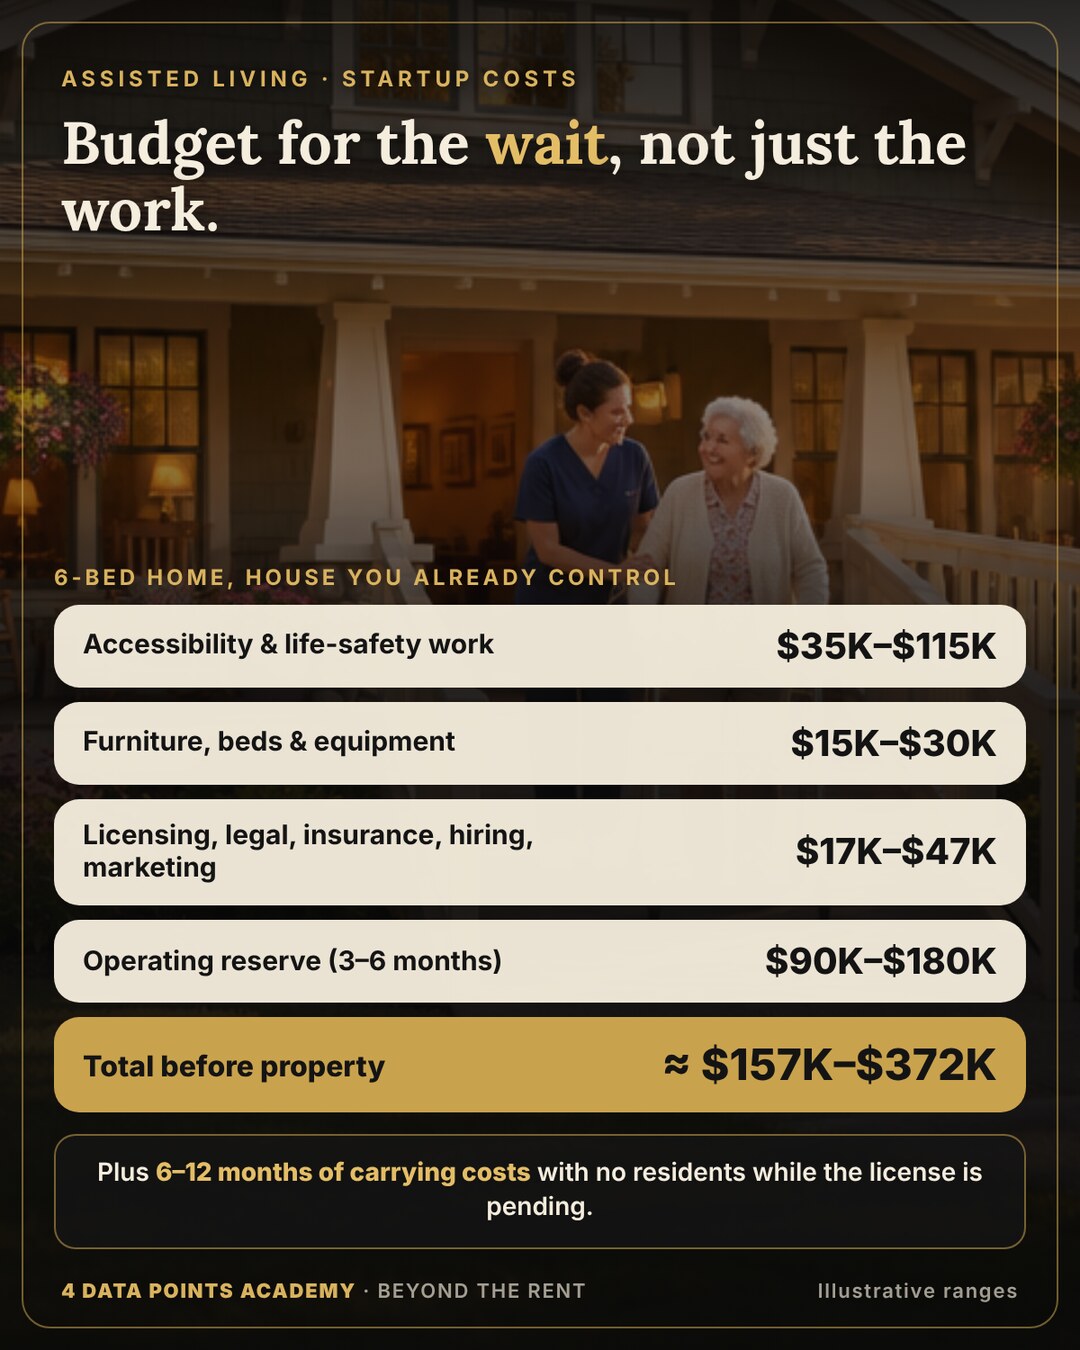 ASSISTED LIVING · STARTUP COSTS
Budget for the wait, not just the
work.
6-BED HOME, HOUSE YOU ALREADY CONTROL
Accessibility & life-safety work $35K–$115K
Furniture, beds & equipment $15K–$30K
Licensing, legal, insurance, hiring,
marketing $17K–$47K
Operating reserve (3–6 months) $90K–$180K
Total before property ≈ $157K–$372K
Plus 6–12 months of carrying costs with no residents while the license is
pending.
4 DATA POINTS ACADEMY · BEYOND THE RENT Illustrative ranges